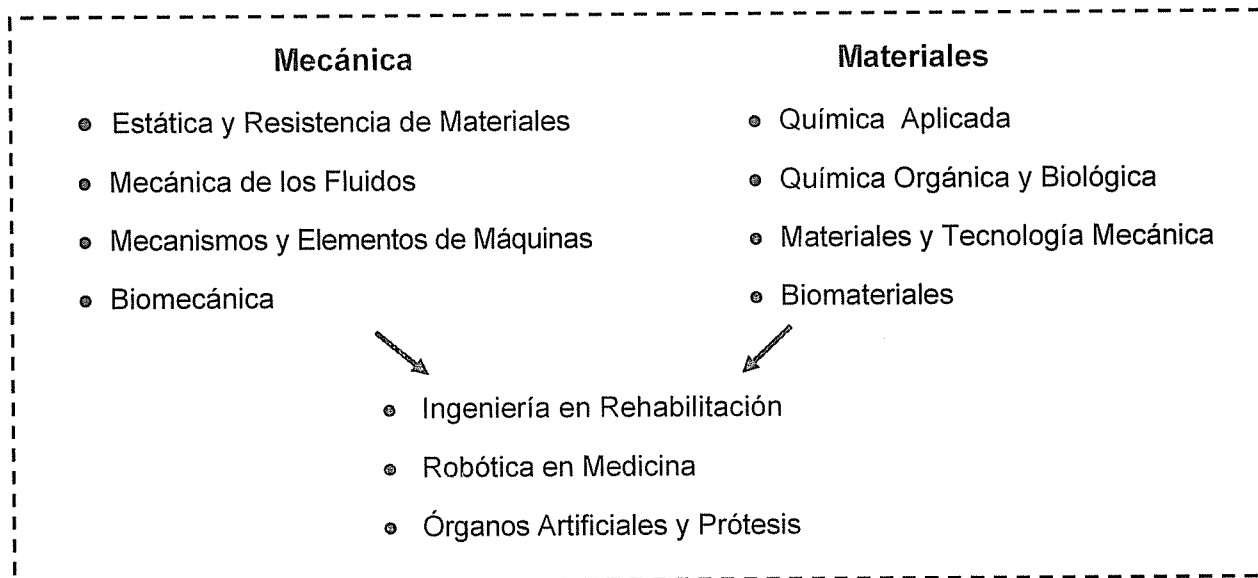 Mecánica
Estática y Resistencia de Materiales
Mecánica de los Fluidos
Mecanismos y Elementos de Máquinas
Biomecánica
Materiales
Química Aplicada
Química Orgánica y Biológica
Materiales y Tecnología Mecánica
Biomateriales
Ingeniería en Rehabilitación
Robótica en Medicina
Órganos Artificiales y Prótesis